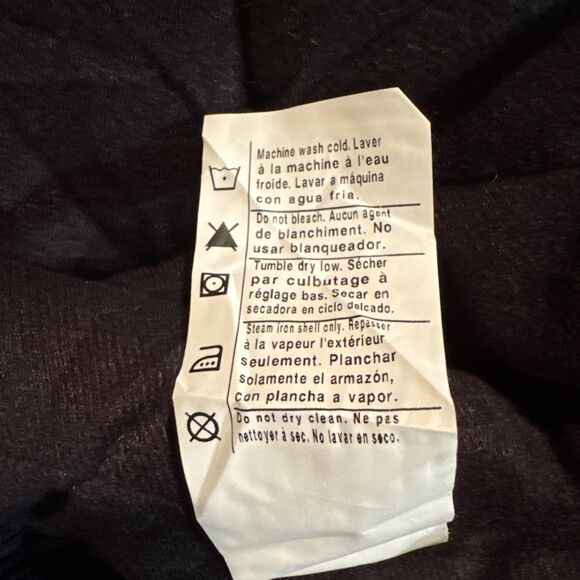 Machine wash cold. Laver
à la machine à l'eau
froide. Lavar a máquina
con agua fria.
Do not bleach. Aucun agent
de blanchiment. No
usar blanqueador.
Tumble dry low. Sécher
par culbutage à
réglage bas. Secar en
secadora en ciclo delicado.
Steam iron shell only. Repasser
à la vapeur l'extérieur
seulement. Planchar
solamente el armazón,
con plancha a vapor.
Do not dry clean. Ne pas
nettoyer à sec. No lavar en seco.